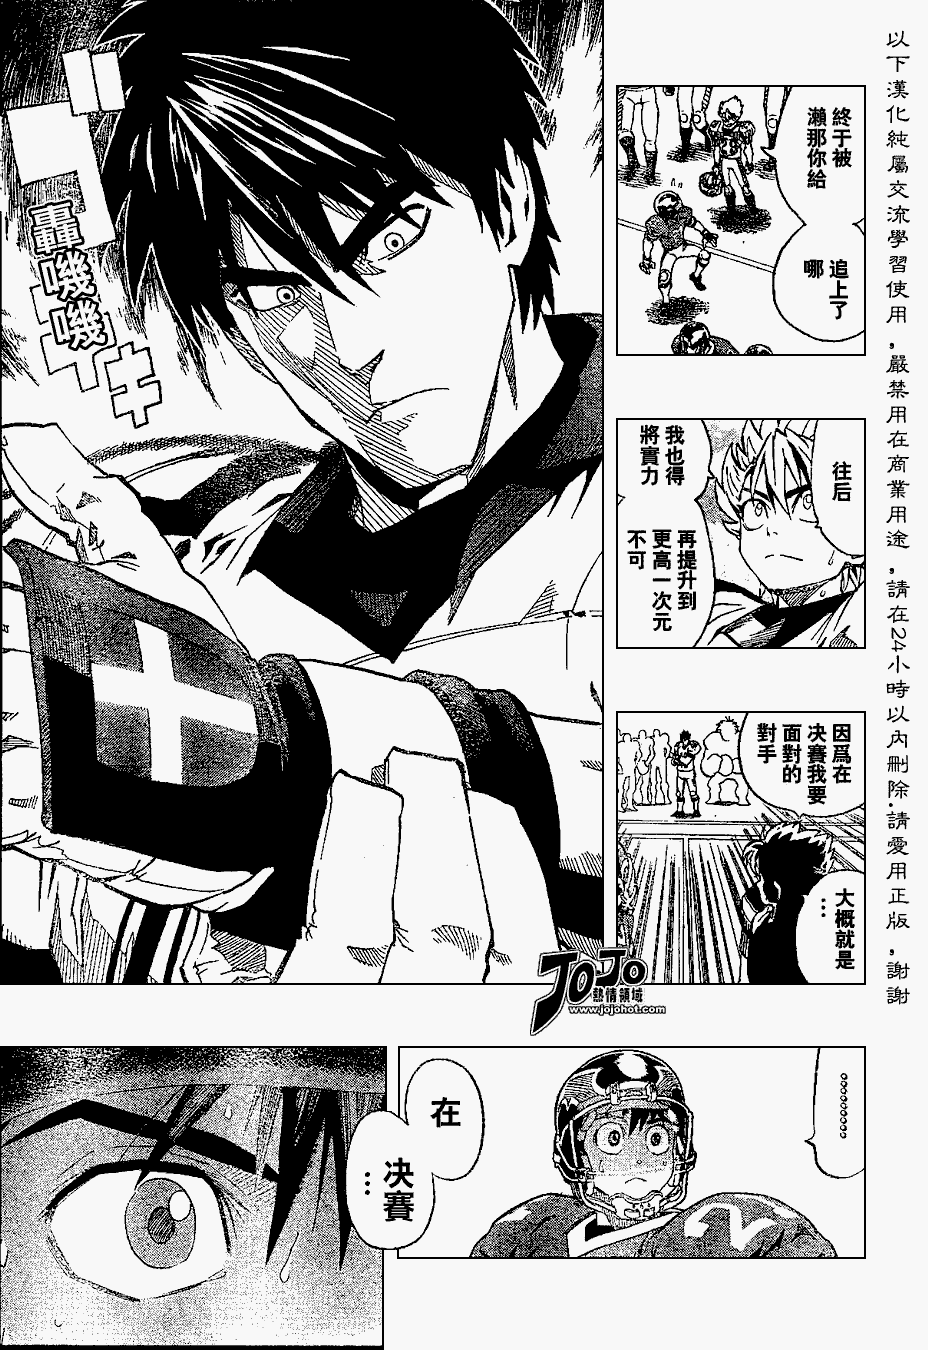 終于被
瀨那你給
追上了
哪
往后
我也得
將實力
再提升到
更高一次元
不可
因爲在
决賽我要
面對的
對手
大概就是
…
轟
嘰
嘰
………
在
决賽
…
JOJO
熱情領域
www.jojohot.com
以下漢化純屬交流學習使用,嚴禁用在商業用途,請在24小時以內刪除.請愛用正版,謝謝